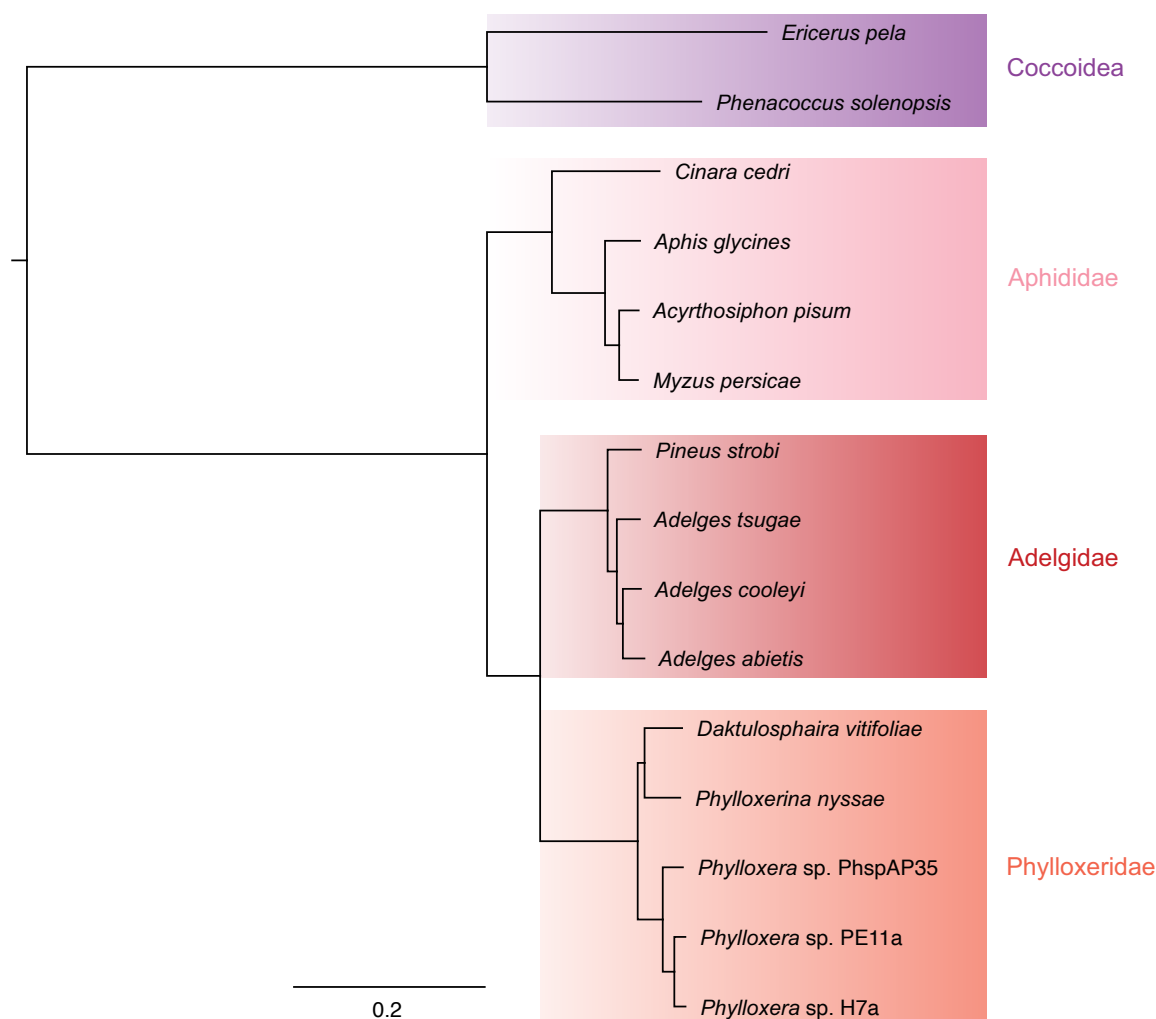 Ericerus pela
Coccoidea
Phenacoccus solenopsis
Cinara cedri
Aphis glycines
Aphididae
Acyrthosiphon pisum
Myzus persicae
Pineus strobi
Adelges tsugae
Adelgidae
Adelges cooleyi
Adelges abietis
Daktulosphaira vitifoliae
Phylloxerina nyssae
Phylloxera sp. PhspAP35
Phylloxeridae
Phylloxera sp. PE11a
Phylloxera sp. H7a
0.2